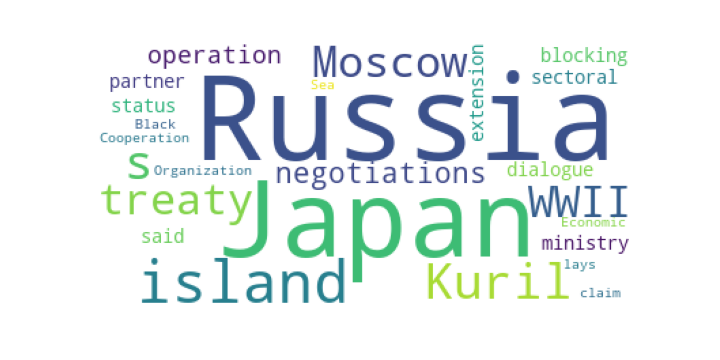 operation
Moscow
extension
blocking
partner
Russia
Sea
sectoral
status
Black
Cooperation
s
Organization
negotiations
dialogue
treaty
Japan
WWII
Economic
said
ministry
island
Kuril
lays
claim